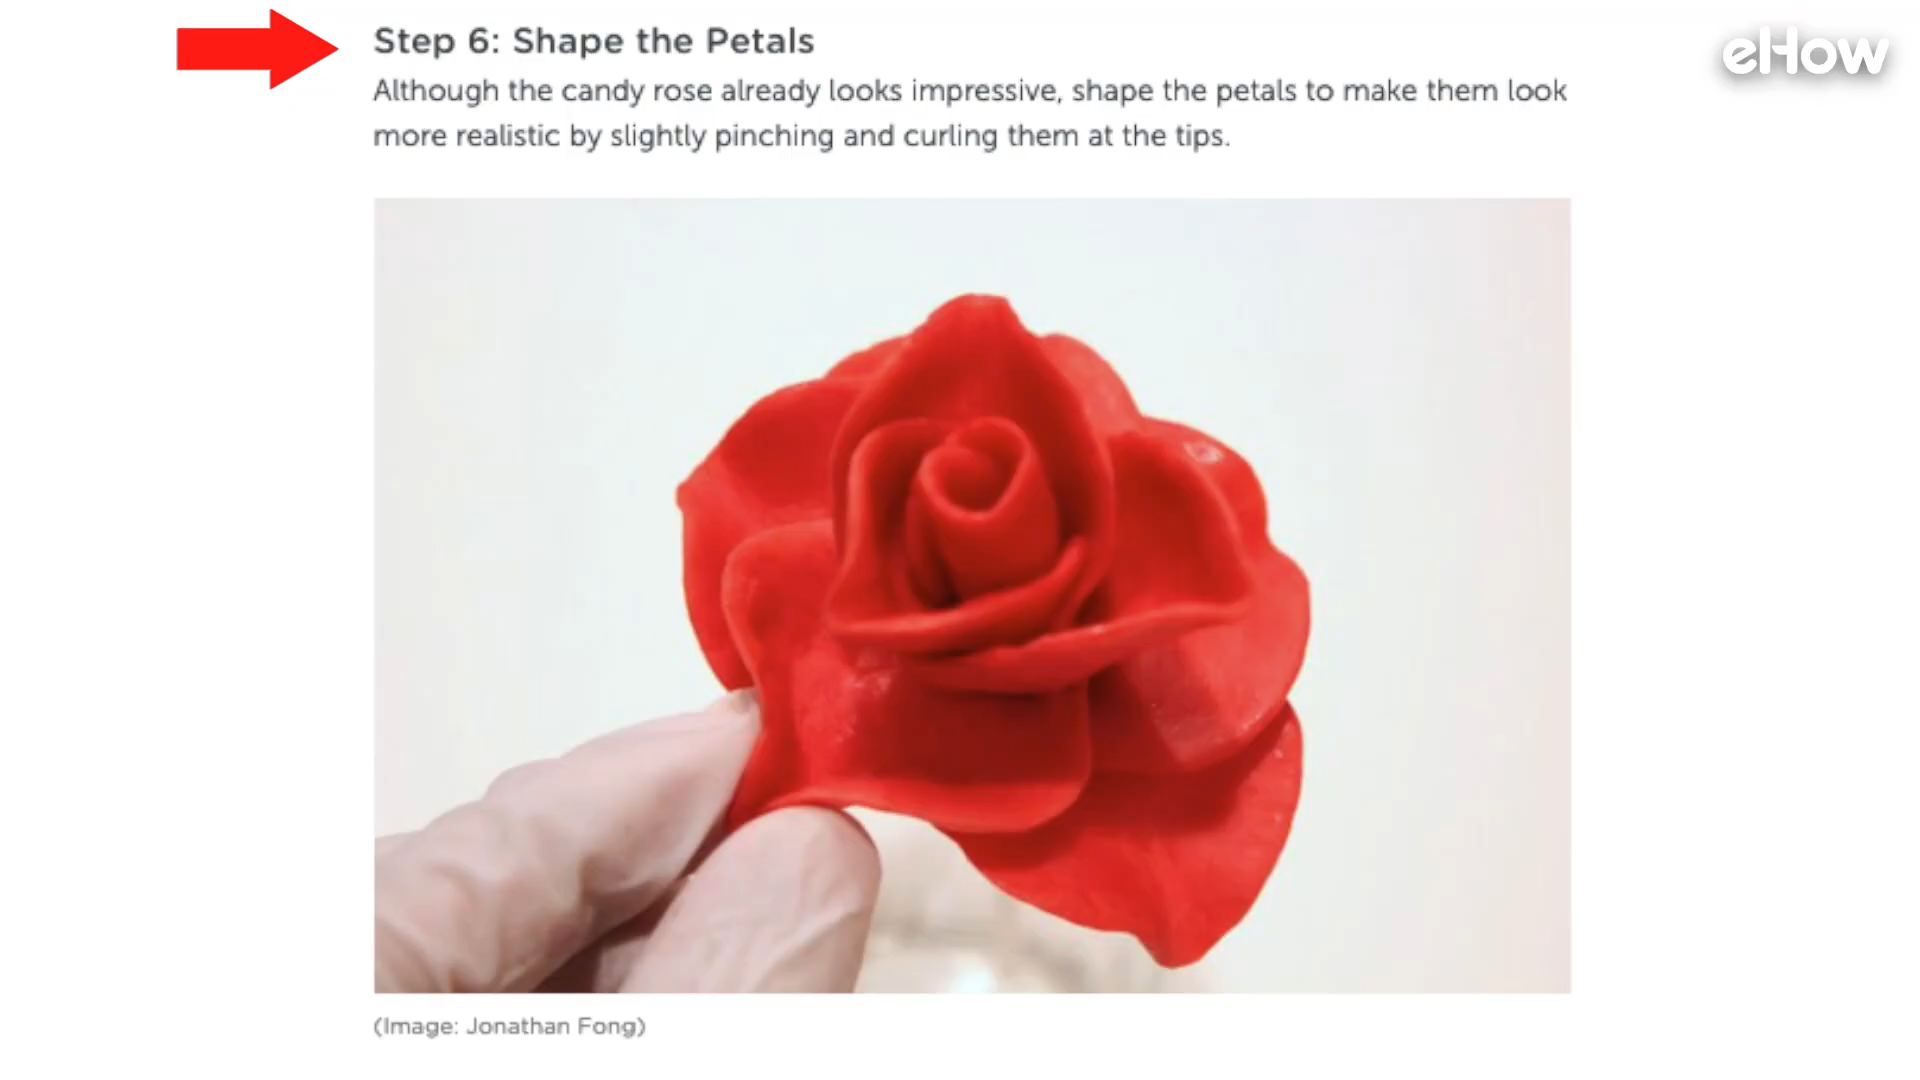 Step 6: Shape the Petals
eHow
Although the candy rose already looks impressive, shape the petals to make them look
more realistic by slightly pinching and curling them at the tips.
(Image: Jonathan Fong)